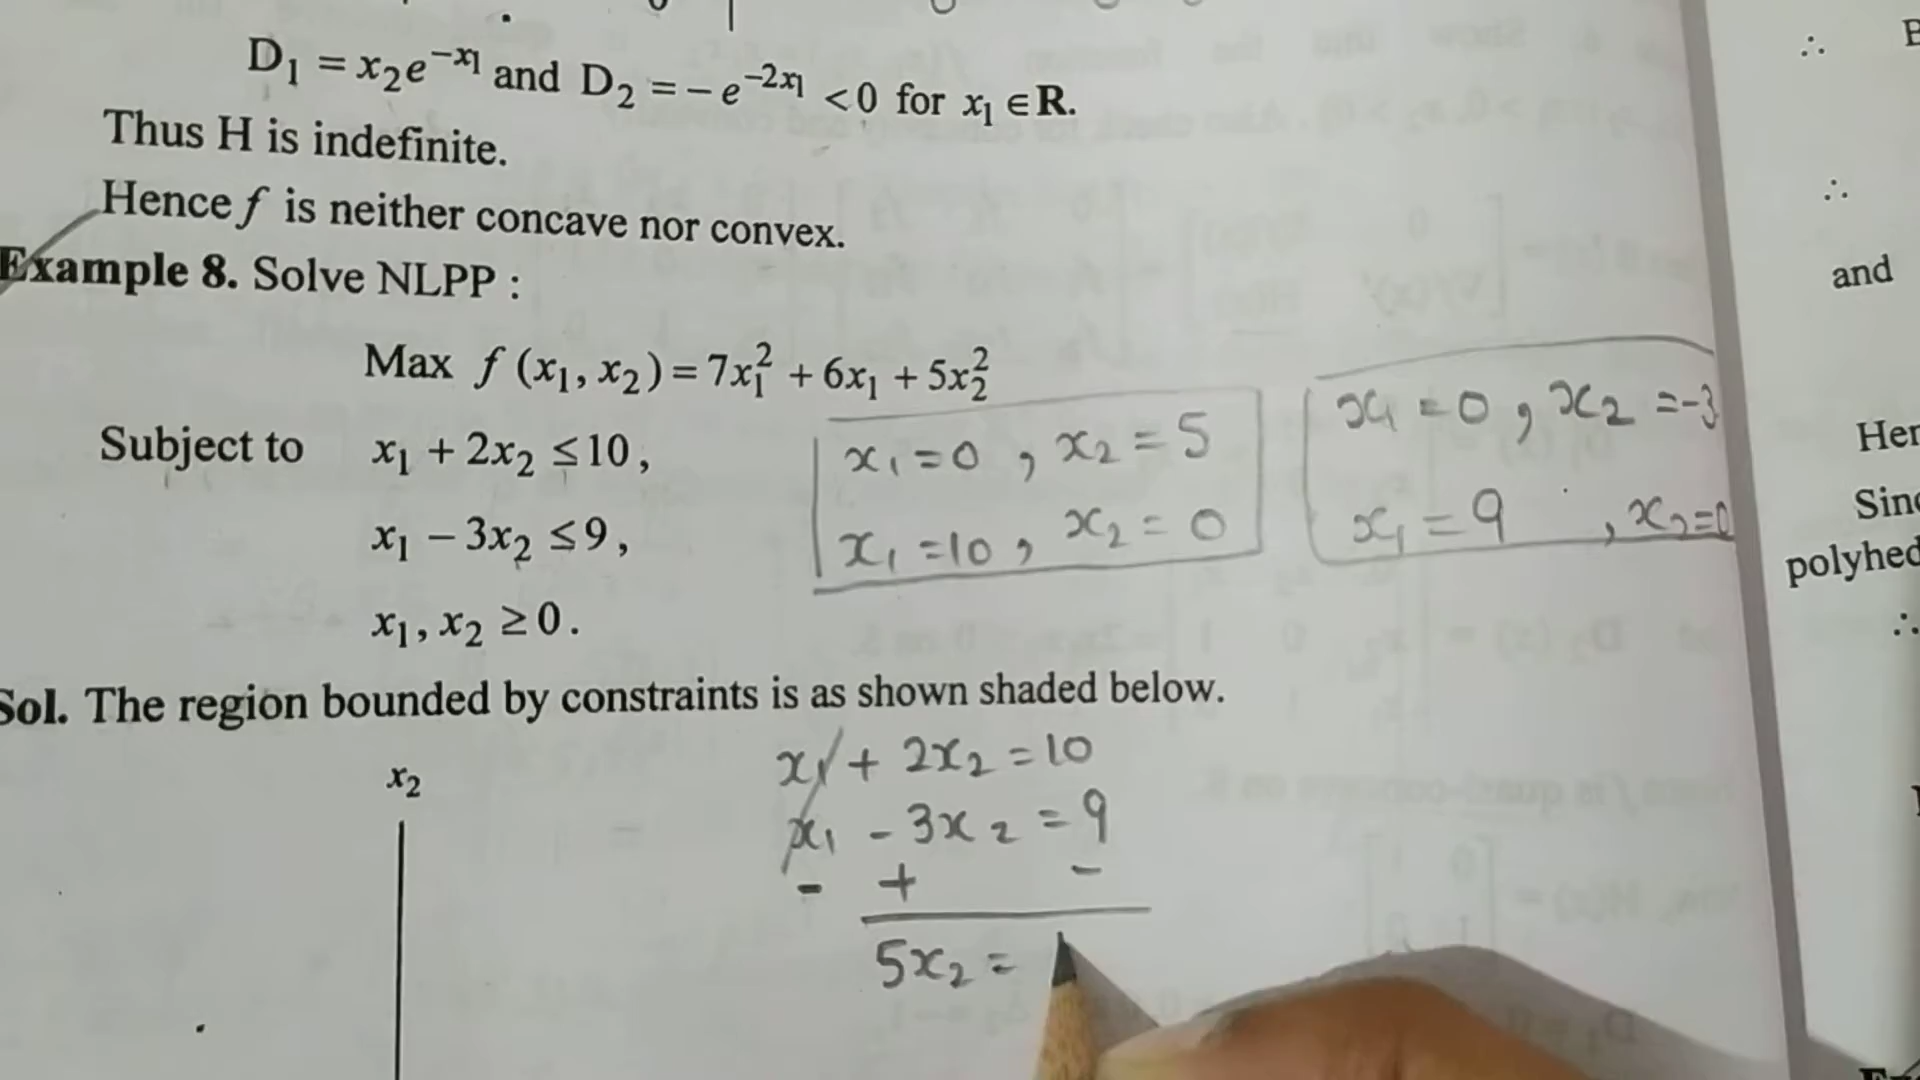 D₁ = x₂e^{−x₁} and D₂ = − e^{−2x₁} < 0 for x₁ ∈ R.
Thus H is indefinite.
Hence f is neither concave nor convex.
Example 8. Solve NLPP :
Max f (x₁, x₂) = 7x₁² + 6x₁ + 5x₂²
Subject to x₁ + 2x₂ ≤ 10,
x₁ − 3x₂ ≤ 9,
x₁, x₂ ≥ 0.
x₁ = 0, x₂ = 5
x₁ = 10, x₂ = 0
x₁ = 0, x₂ = -3
x₁ = 9, x₂ = 0
Sol. The region bounded by constraints is as shown shaded below.
x₂
x₁ + 2x₂ = 10
x₁ - 3x₂ = 9
- + -
5x₂ =
∴
∴
and
polyhed
∴